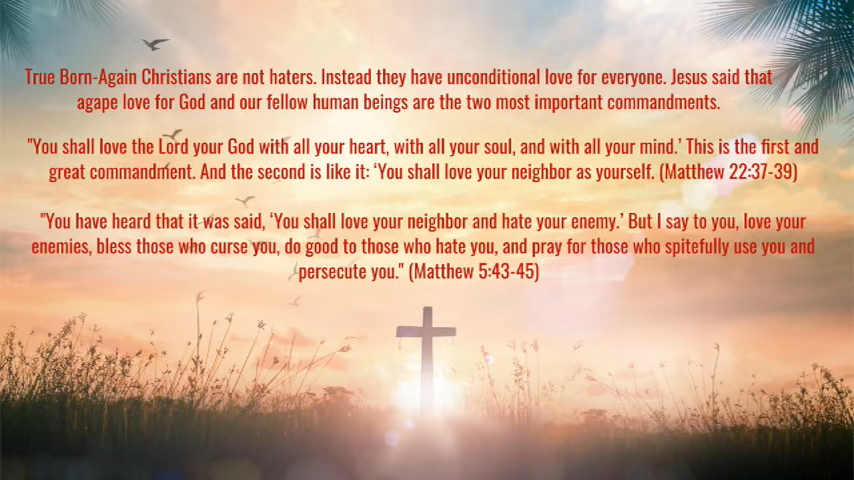 True Born-Again Christians are not haters. Instead they have unconditional love for everyone. Jesus said that
agape love for God and our fellow human beings are the two most important commandments.
"You shall love the Lord your God with all your heart, with all your soul, and with all your mind.’ This is the first and
great commandment. And the second is like it: ‘You shall love your neighbor as yourself. (Matthew 22:37-39)
"You have heard that it was said, ‘You shall love your neighbor and hate your enemy.’ But I say to you, love your
enemies, bless those who curse you, do good to those who hate you, and pray for those who spitefully use you and
persecute you." (Matthew 5:43-45)